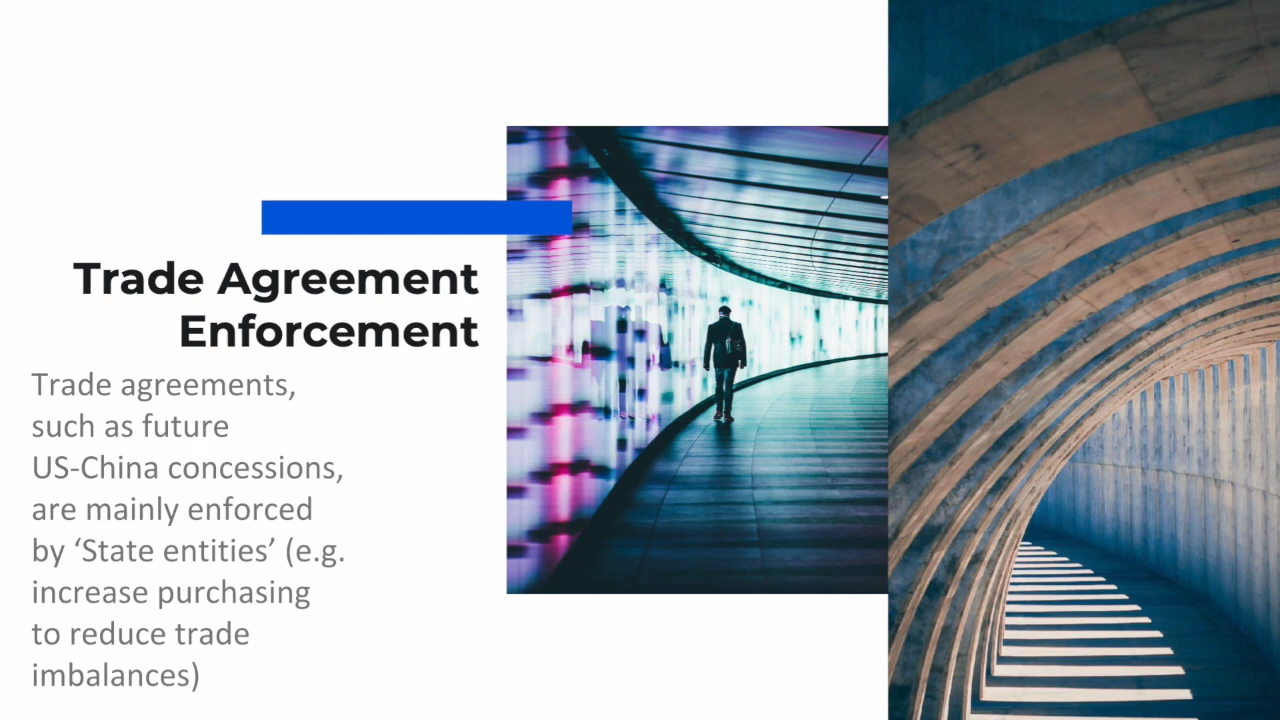 Trade Agreement
Enforcement
Trade agreements,
such as future
US-China concessions,
are mainly enforced
by ‘State entities’ (e.g.
increase purchasing
to reduce trade
imbalances)